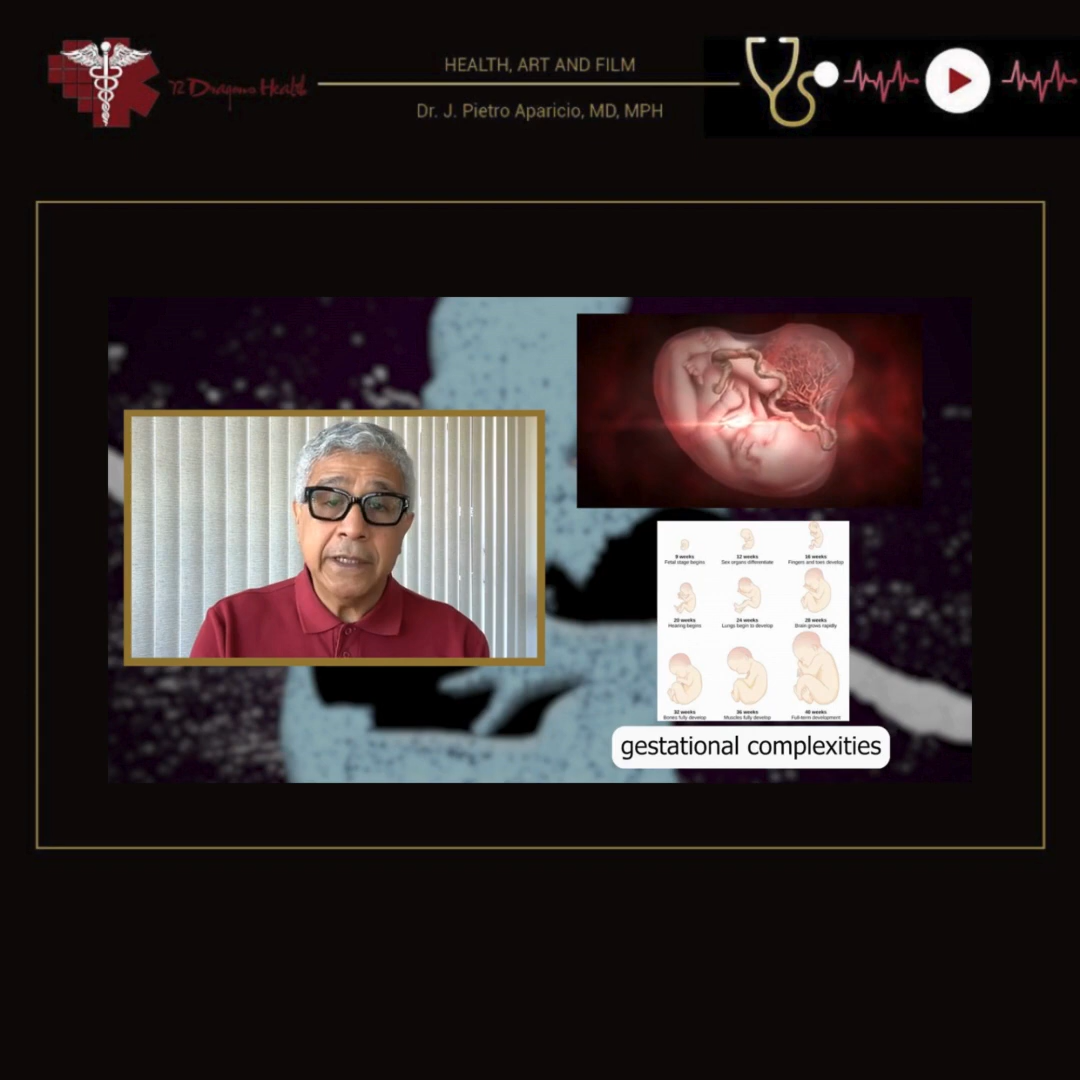 72 Dragons Health
HEALTH, ART AND FILM
Dr. J. Pietro Aparicio, MD, MPH
8 weeks
Fetal stage begins
12 weeks
Sex organs differentiate
16 weeks
Fingers and toes develop
20 weeks
Hearing begins
24 weeks
Lungs begin to develop
28 weeks
Brain grows rapidly
32 weeks
Bones fully develop
36 weeks
Muscles fully develop
40 weeks
Full-term development
gestational complexities